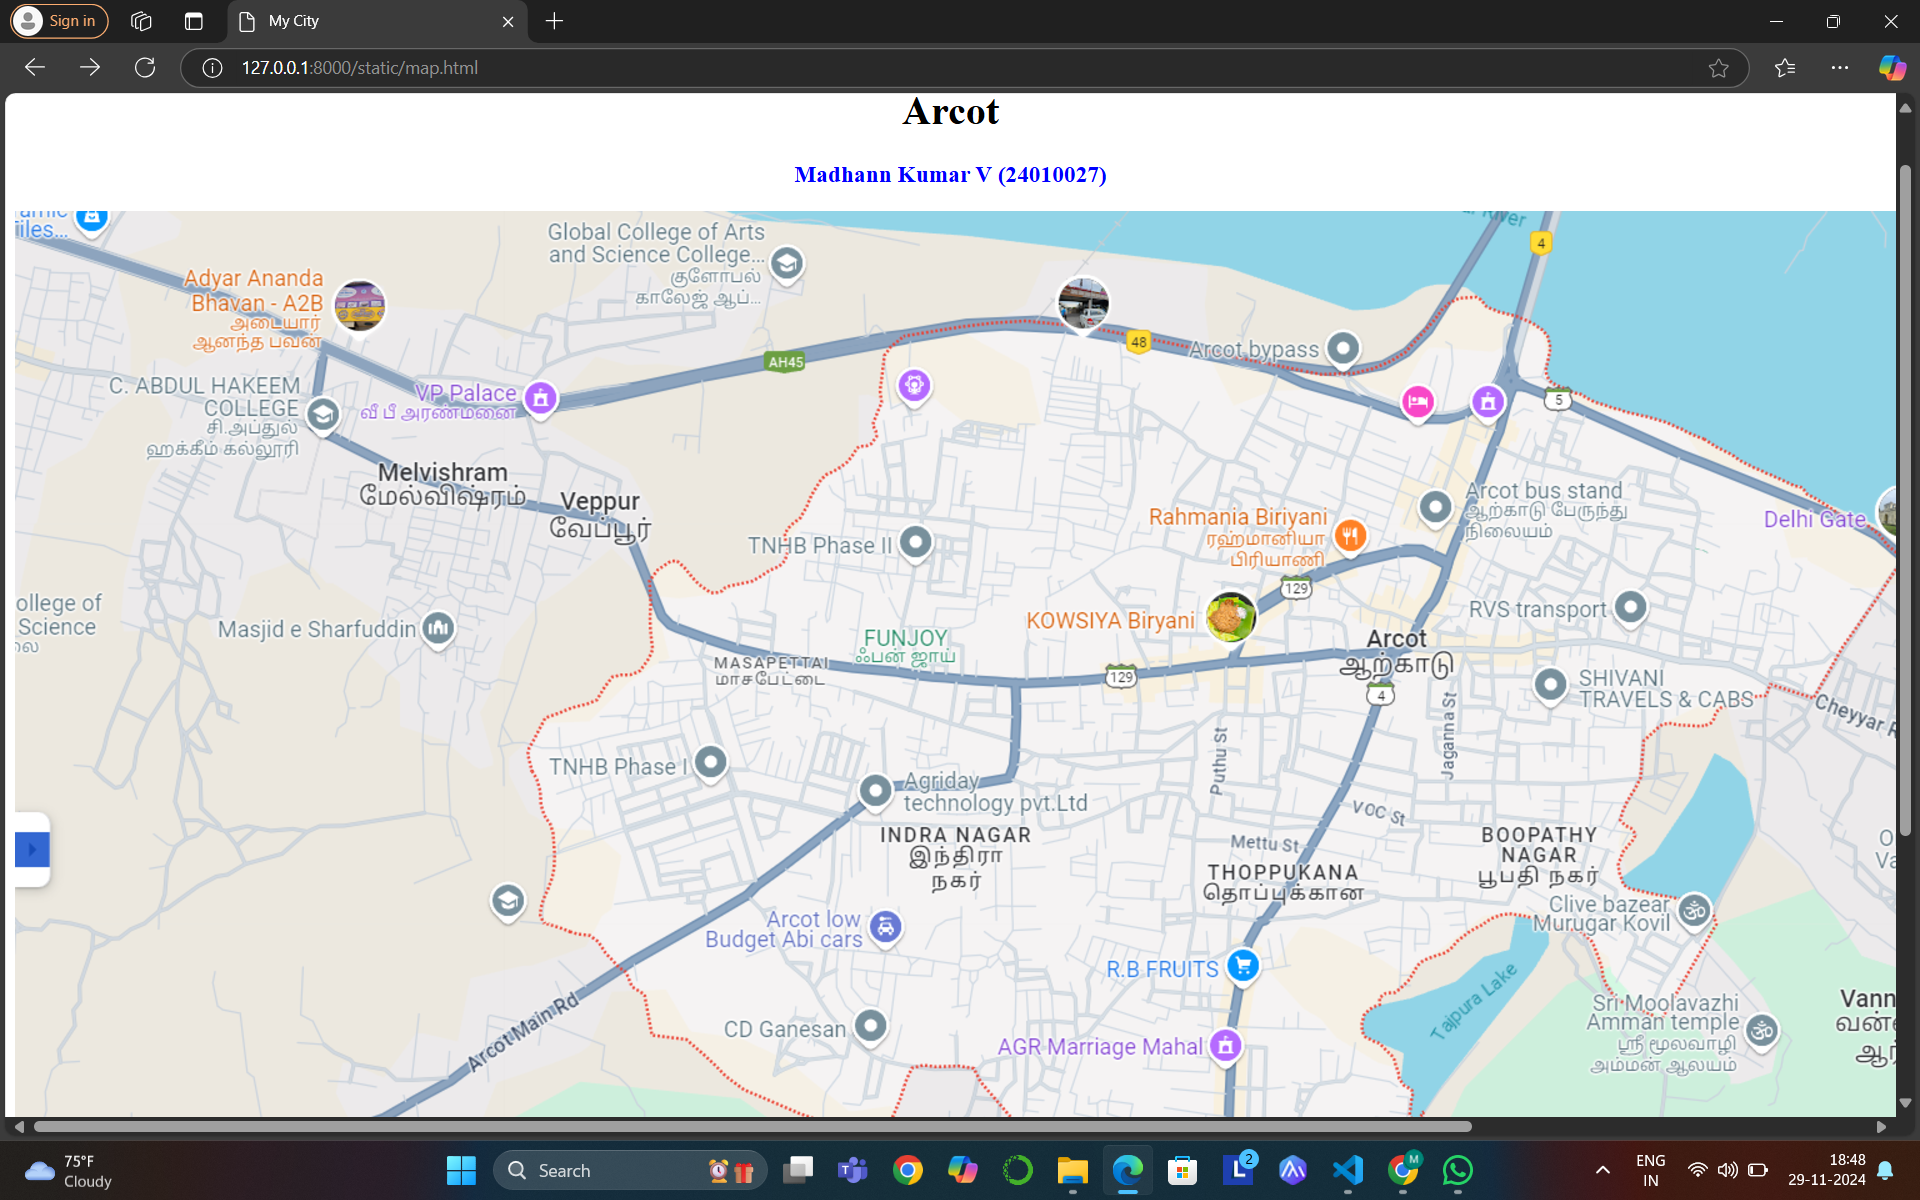 Sign in
My City
127.0.0.1:8000/static/map.html
Arcot
Madhann Kumar V (24010027)
Tiles...
River
4
Global College of Arts
and Science College...
குளோபல்
காலேஜ் ஆப்...
Adyar Ananda
Bhavan - A2B
அடையார்
ஆனந்த பவன்
48
Arcot bypass
AH45
C. ABDUL HAKEEM
COLLEGE
சி.அப்துல்
ஹக்கீம் கல்லூரி
VP Palace
வீ பீ அரண்மனை
5
Melvishram
மேல்விஷாரம்
Veppur
வேப்பூர்
Arcot bus stand
ஆற்காடு பேருந்து
நிலையம்
Rahmania Biriyani
ரஹ்மானியா
பிரியாணி
Delhi Gate
TNHB Phase II
129
ollege of
Science
லை
Masjid e Sharfuddin
KOWSIYA Biryani
RVS transport
FUNJOY
ஃபன் ஜாய்
Arcot
ஆற்காடு
MASAPETTAI
மாசபேட்டை
129
4
SHIVANI
TRAVELS & CABS
Cheyyar R
Jaganna St
Puthu St
TNHB Phase I
Agriday
technology pvt.Ltd
VOC St
INDRA NAGAR
இந்திரா
நகர்
Mettu St
BOOPATHY
NAGAR
பூபதி நகர்
THOPPUKANA
தொப்புக்கான
Clive bazear
Murugar Kovil
Arcot low
Budget Abi cars
R.B FRUITS
Tajpura Lake
Arcot Main Rd
CD Ganesan
AGR Marriage Mahal
Sri Moolavazhi
Amman temple
ஸ்ரீ மூலவாழி
அம்மன் ஆலயம்
Vann
75°F
Cloudy
Search
2
M
ENG
IN
18:48
29-11-2024